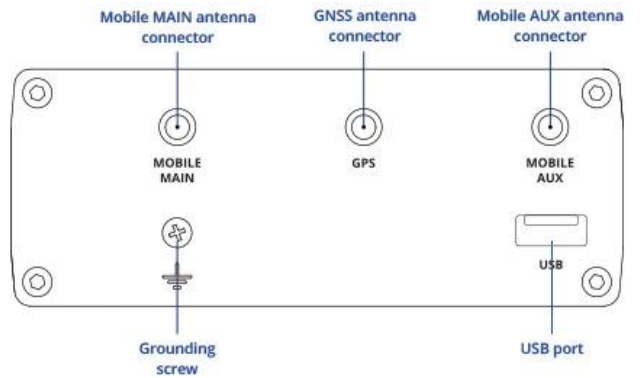 Mobile MAIN antenna
connector
GNSS antenna
connector
Mobile AUX antenna
connector
MOBILE
MAIN
GPS
MOBILE
AUX
USB
Grounding
screw
USB port